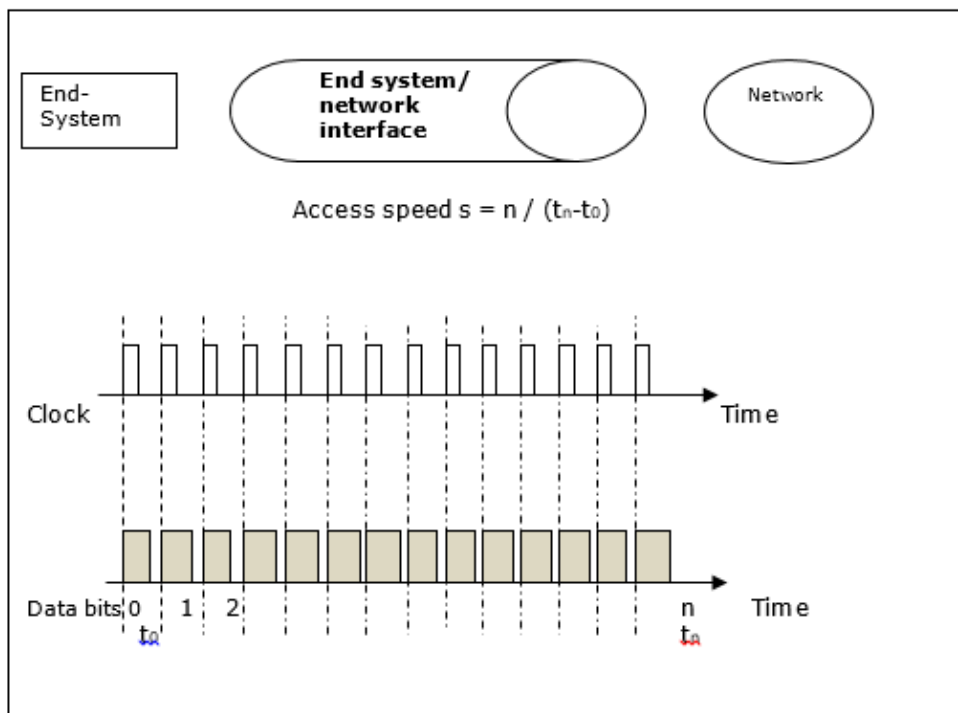 End-
System
End system/
network
interface
Network
Access speed s = n / (tn-t0)
Clock
Time
Data bits 0 1 2 n Time
t0 tn